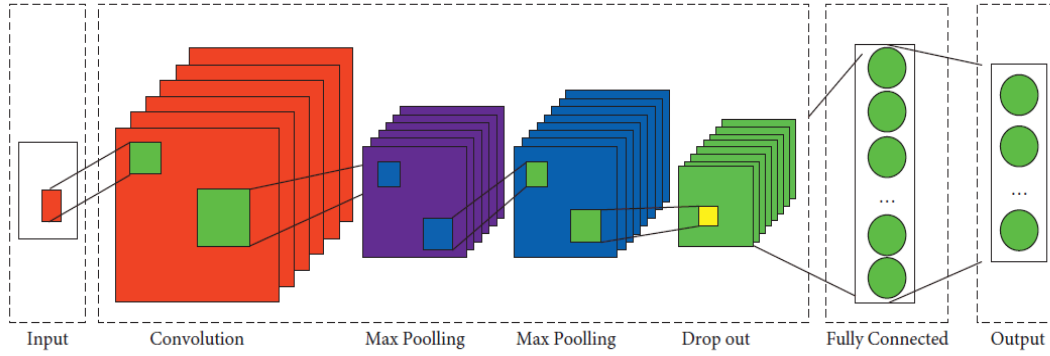 ...
...
Input
Convolution
Max Poolling
Max Poolling
Drop out
Fully Connected
Output